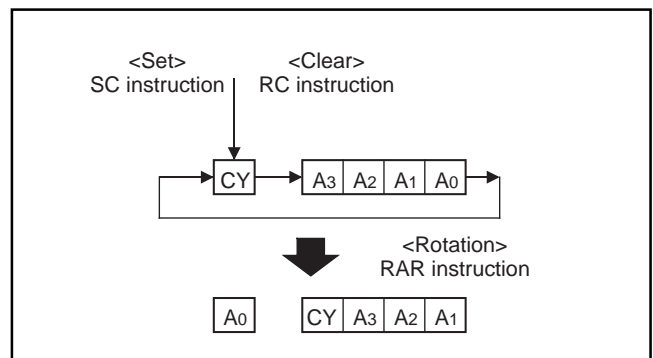 <Set> <Clear>
SC instruction RC instruction
CY A3 A2 A1 A0
<Rotation>
RAR instruction
A0 CY A3 A2 A1